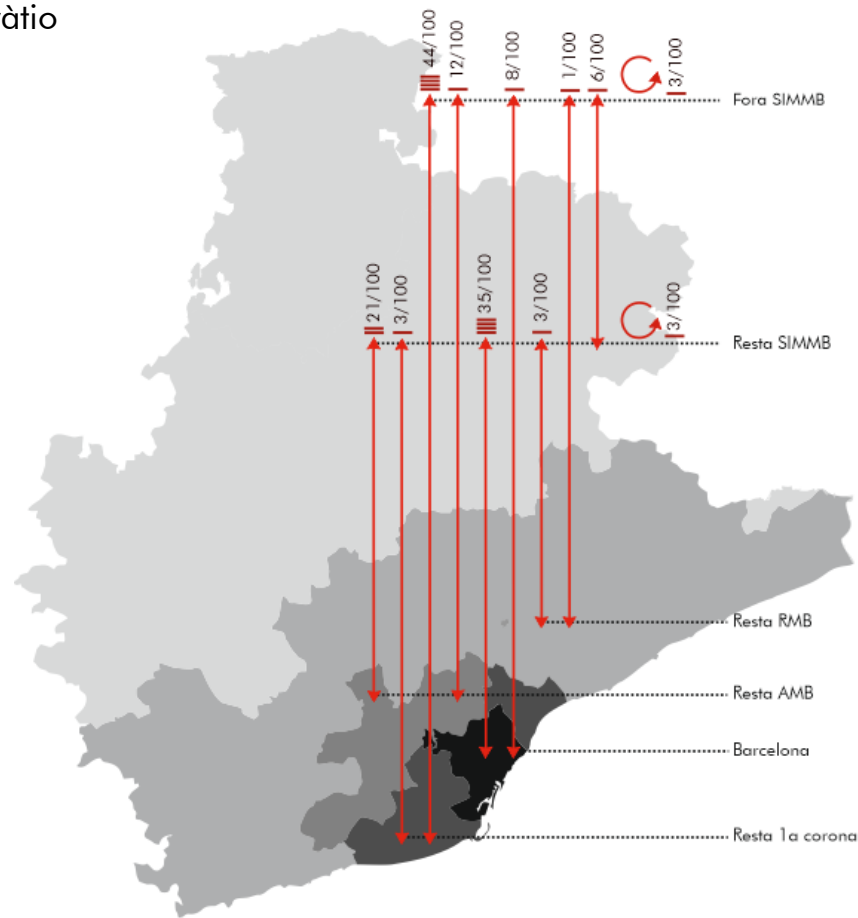 44/100
12/100
8/100
1/100
6/100
3/100
Fora SIMMB
21/100
3/100
35/100
3/100
3/100
Resta SIMMB
Resta RMB
Resta AMB
Barcelona
Resta 1a corona